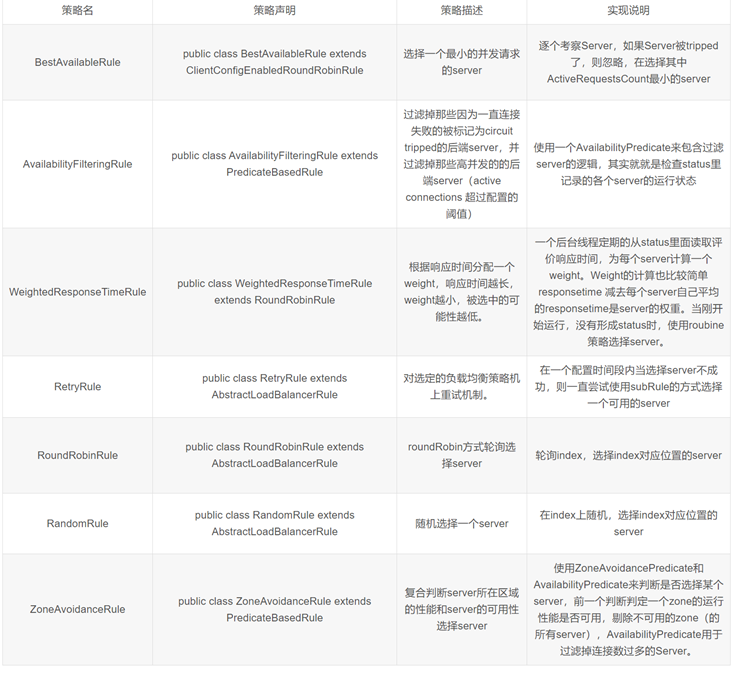 策略名
策略声明
策略描述
实现说明
BestAvailableRule
public class BestAvailableRule extends
ClientConfigEnabledRoundRobinRule
选择一个最小的并发请求
的server
逐个考察Server，如果Server被tripped
了，则忽略，在选择其中
ActiveRequestsCount最小的server
AvailabilityFilteringRule
public class AvailabilityFilteringRule extends
PredicateBasedRule
过滤掉那些因为一直连接
失败的被标记为circuit
tripped的后端server，并
过滤掉那些高并发的的后
端server（active
connections 超过配置的
阈值）
使用一个AvailabilityPredicate来包含过滤
server的逻辑，其实就就是检查status里
记录的各个server的运行状态
WeightedResponseTimeRule
public class WeightedResponseTimeRule
extends RoundRobinRule
根据响应时间分配一个
weight，响应时间越长，
weight越小，被选中的可
能性越低。
一个后台线程定期的从status里面读取评
价响应时间，为每个server计算一个
weight。Weight的计算也比较简单
responsetime 减去每个server自己平均
的responsetime是server的权重。当刚开
始运行，没有形成status时，使用roubine
策略选择server。
RetryRule
public class RetryRule extends
AbstractLoadBalancerRule
对选定的负载均衡策略机
上重试机制。
在一个配置时间段内当选择server不成
功，则一直尝试使用subRule的方式选择
一个可用的server
RoundRobinRule
public class RoundRobinRule extends
AbstractLoadBalancerRule
roundRobin方式轮询选
择server
轮询index，选择index对应位置的server
RandomRule
public class RandomRule extends
AbstractLoadBalancerRule
随机选择一个server
在index上随机，选择index对应位置的
server
ZoneAvoidanceRule
public class ZoneAvoidanceRule extends
PredicateBasedRule
复合判断server所在区域
的性能和server的可用性
选择server
使用ZoneAvoidancePredicate和
AvailabilityPredicate来判断是否选择某个
server，前一个判断判定一个zone的运行
性能是否可用，剔除不可用的zone（的
所有server），AvailabilityPredicate用于
过滤掉连接数过多的Server。